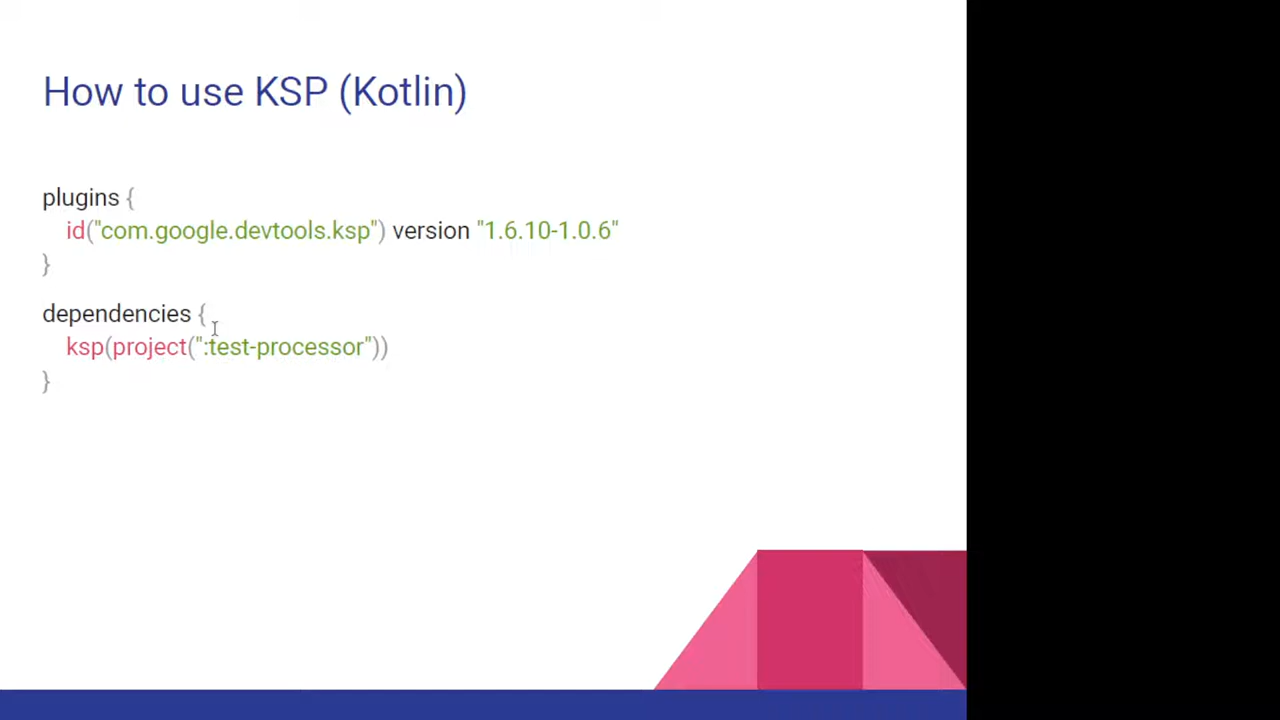 How to use KSP (Kotlin)
plugins {
id("com.google.devtools.ksp") version "1.6.10-1.0.6"
}
dependencies {
ksp(project(":test-processor"))
}